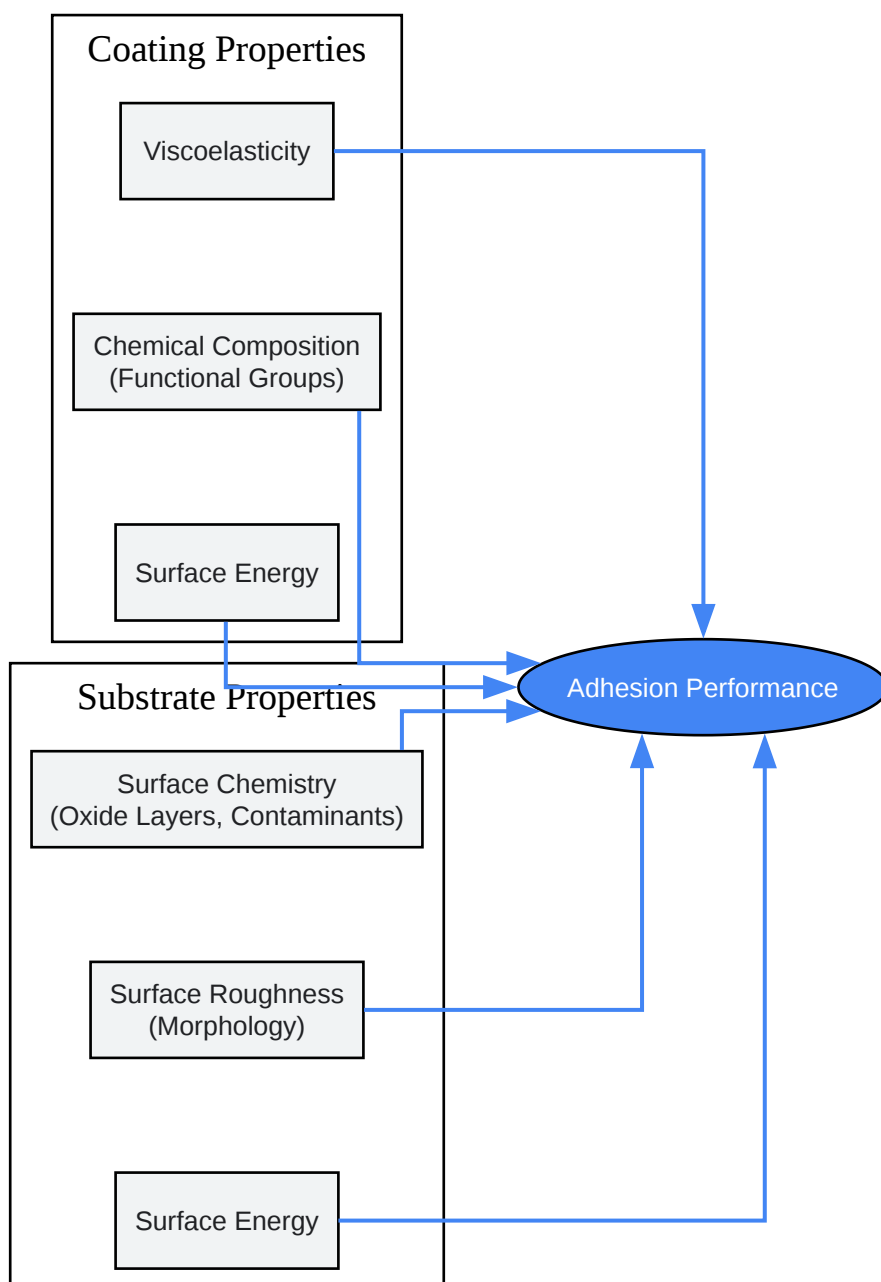 Coating Properties
Viscoelasticity
Chemical Composition
(Functional Groups)
Surface Energy
Adhesion Performance
Substrate Properties
Surface Chemistry
(Oxide Layers, Contaminants)
Surface Roughness
(Morphology)
Surface Energy